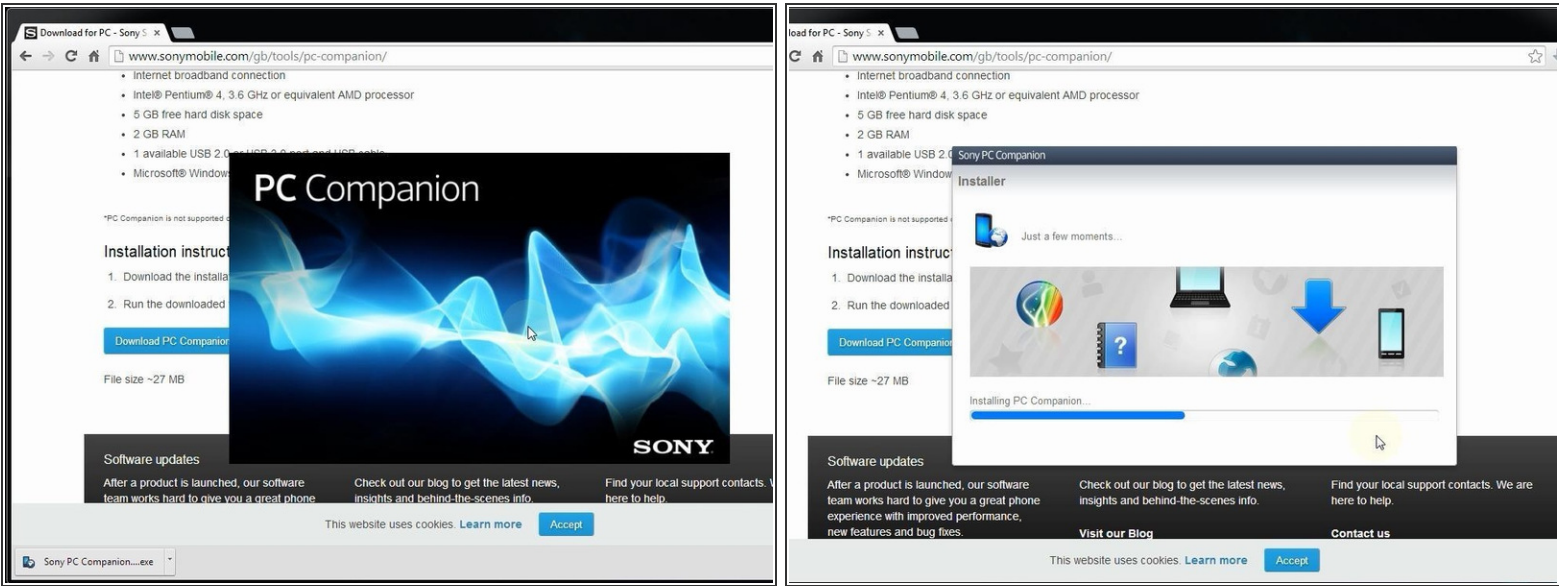 Download for PC - Sony S
www.sonymobile.com/gb/tools/pc-companion/
• Internet broadband connection
• Intel® Pentium® 4, 3.6 GHz or equivalent AMD processor
• 5 GB free hard disk space
• 2 GB RAM
• 1 available USB 2.0 or USB 3.0 port and USB cable
• Microsoft® Window
*PC Companion is not supported
Installation instruct
1. Download the installa
2. Run the downloaded
Download PC Companion
File size ~27 MB
PC Companion
SONY
Software updates
After a product is launched, our software
team works hard to give you a great phone
Check out our blog to get the latest news,
insights and behind-the-scenes info.
Find your local support contacts.
here to help.
This website uses cookies. Learn more
Accept
Sony PC Companion....exe
load for PC - Sony S
www.sonymobile.com/gb/tools/pc-companion/
• Internet broadband connection
• Intel® Pentium® 4, 3.6 GHz or equivalent AMD processor
• 5 GB free hard disk space
• 2 GB RAM
• 1 available USB 2.0
• Microsoft® Window
*PC Companion is not supported
Installation instruc
1. Download the installa
2. Run the downloaded
Download PC Companion
File size ~27 MB
Sony PC Companion
Installer
Just a few moments...
?
Installing PC Companion...
Software updates
After a product is launched, our software
team works hard to give you a great phone
experience with improved performance,
new features and bug fixes.
Check out our blog to get the latest news,
insights and behind-the-scenes info.
Visit our Blog
Find your local support contacts. We are
here to help.
Contact us
This website uses cookies. Learn more
Accept